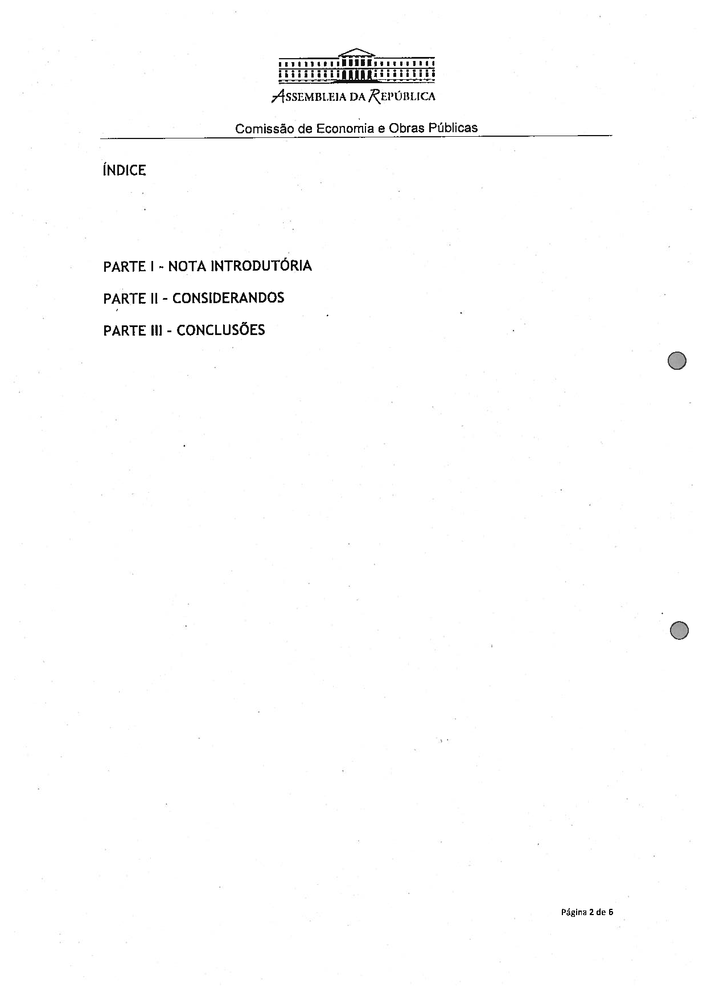 ASSEMBLEIA DA REPÚBLICA
Comissão de Economia e Obras Públicas
ÍNDICE
PARTE I - NOTA INTRODUTÓRIA
PARTE II - CONSIDERANDOS
PARTE III - CONCLUSÕES
Página 2 de 6